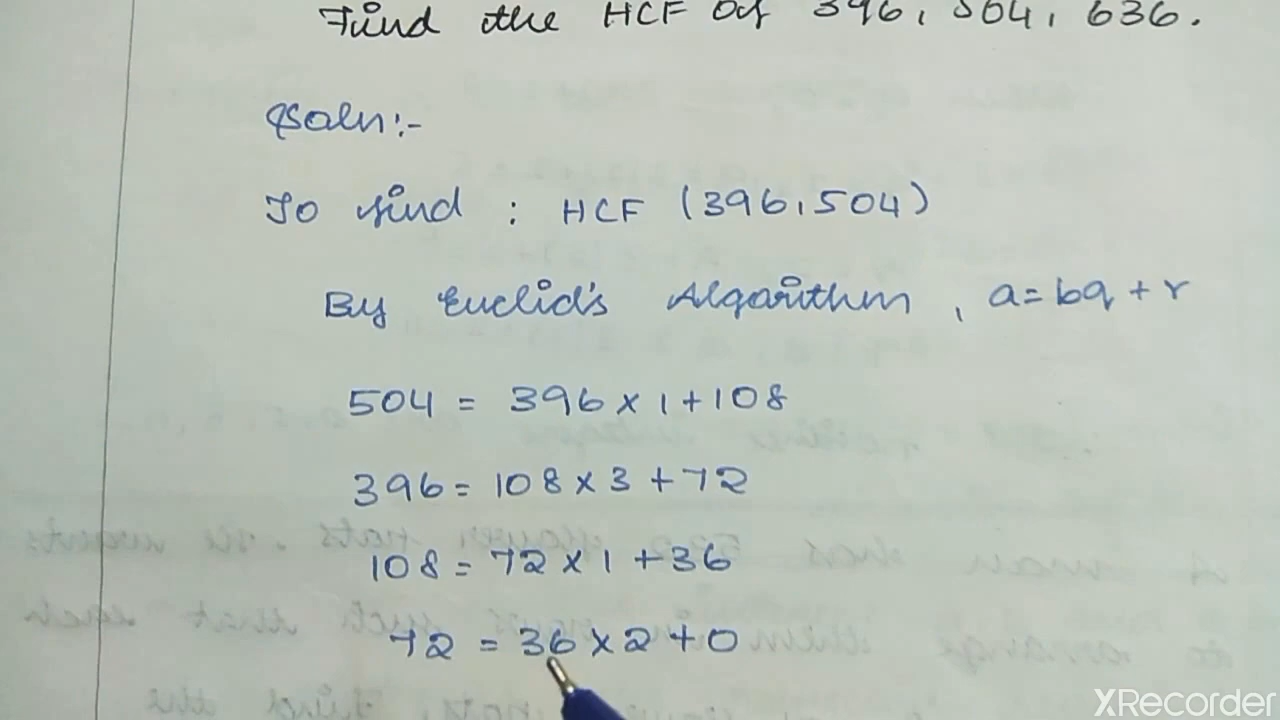 Find the HCF of 396, 504, 636.
Soln:-
To find : HCF (396, 504)
By Euclid's Algorithm, a = bq + r
504 = 396 × 1 + 108
396 = 108 × 3 + 72
108 = 72 × 1 + 36
72 = 36 × 2 + 0
XRecorder